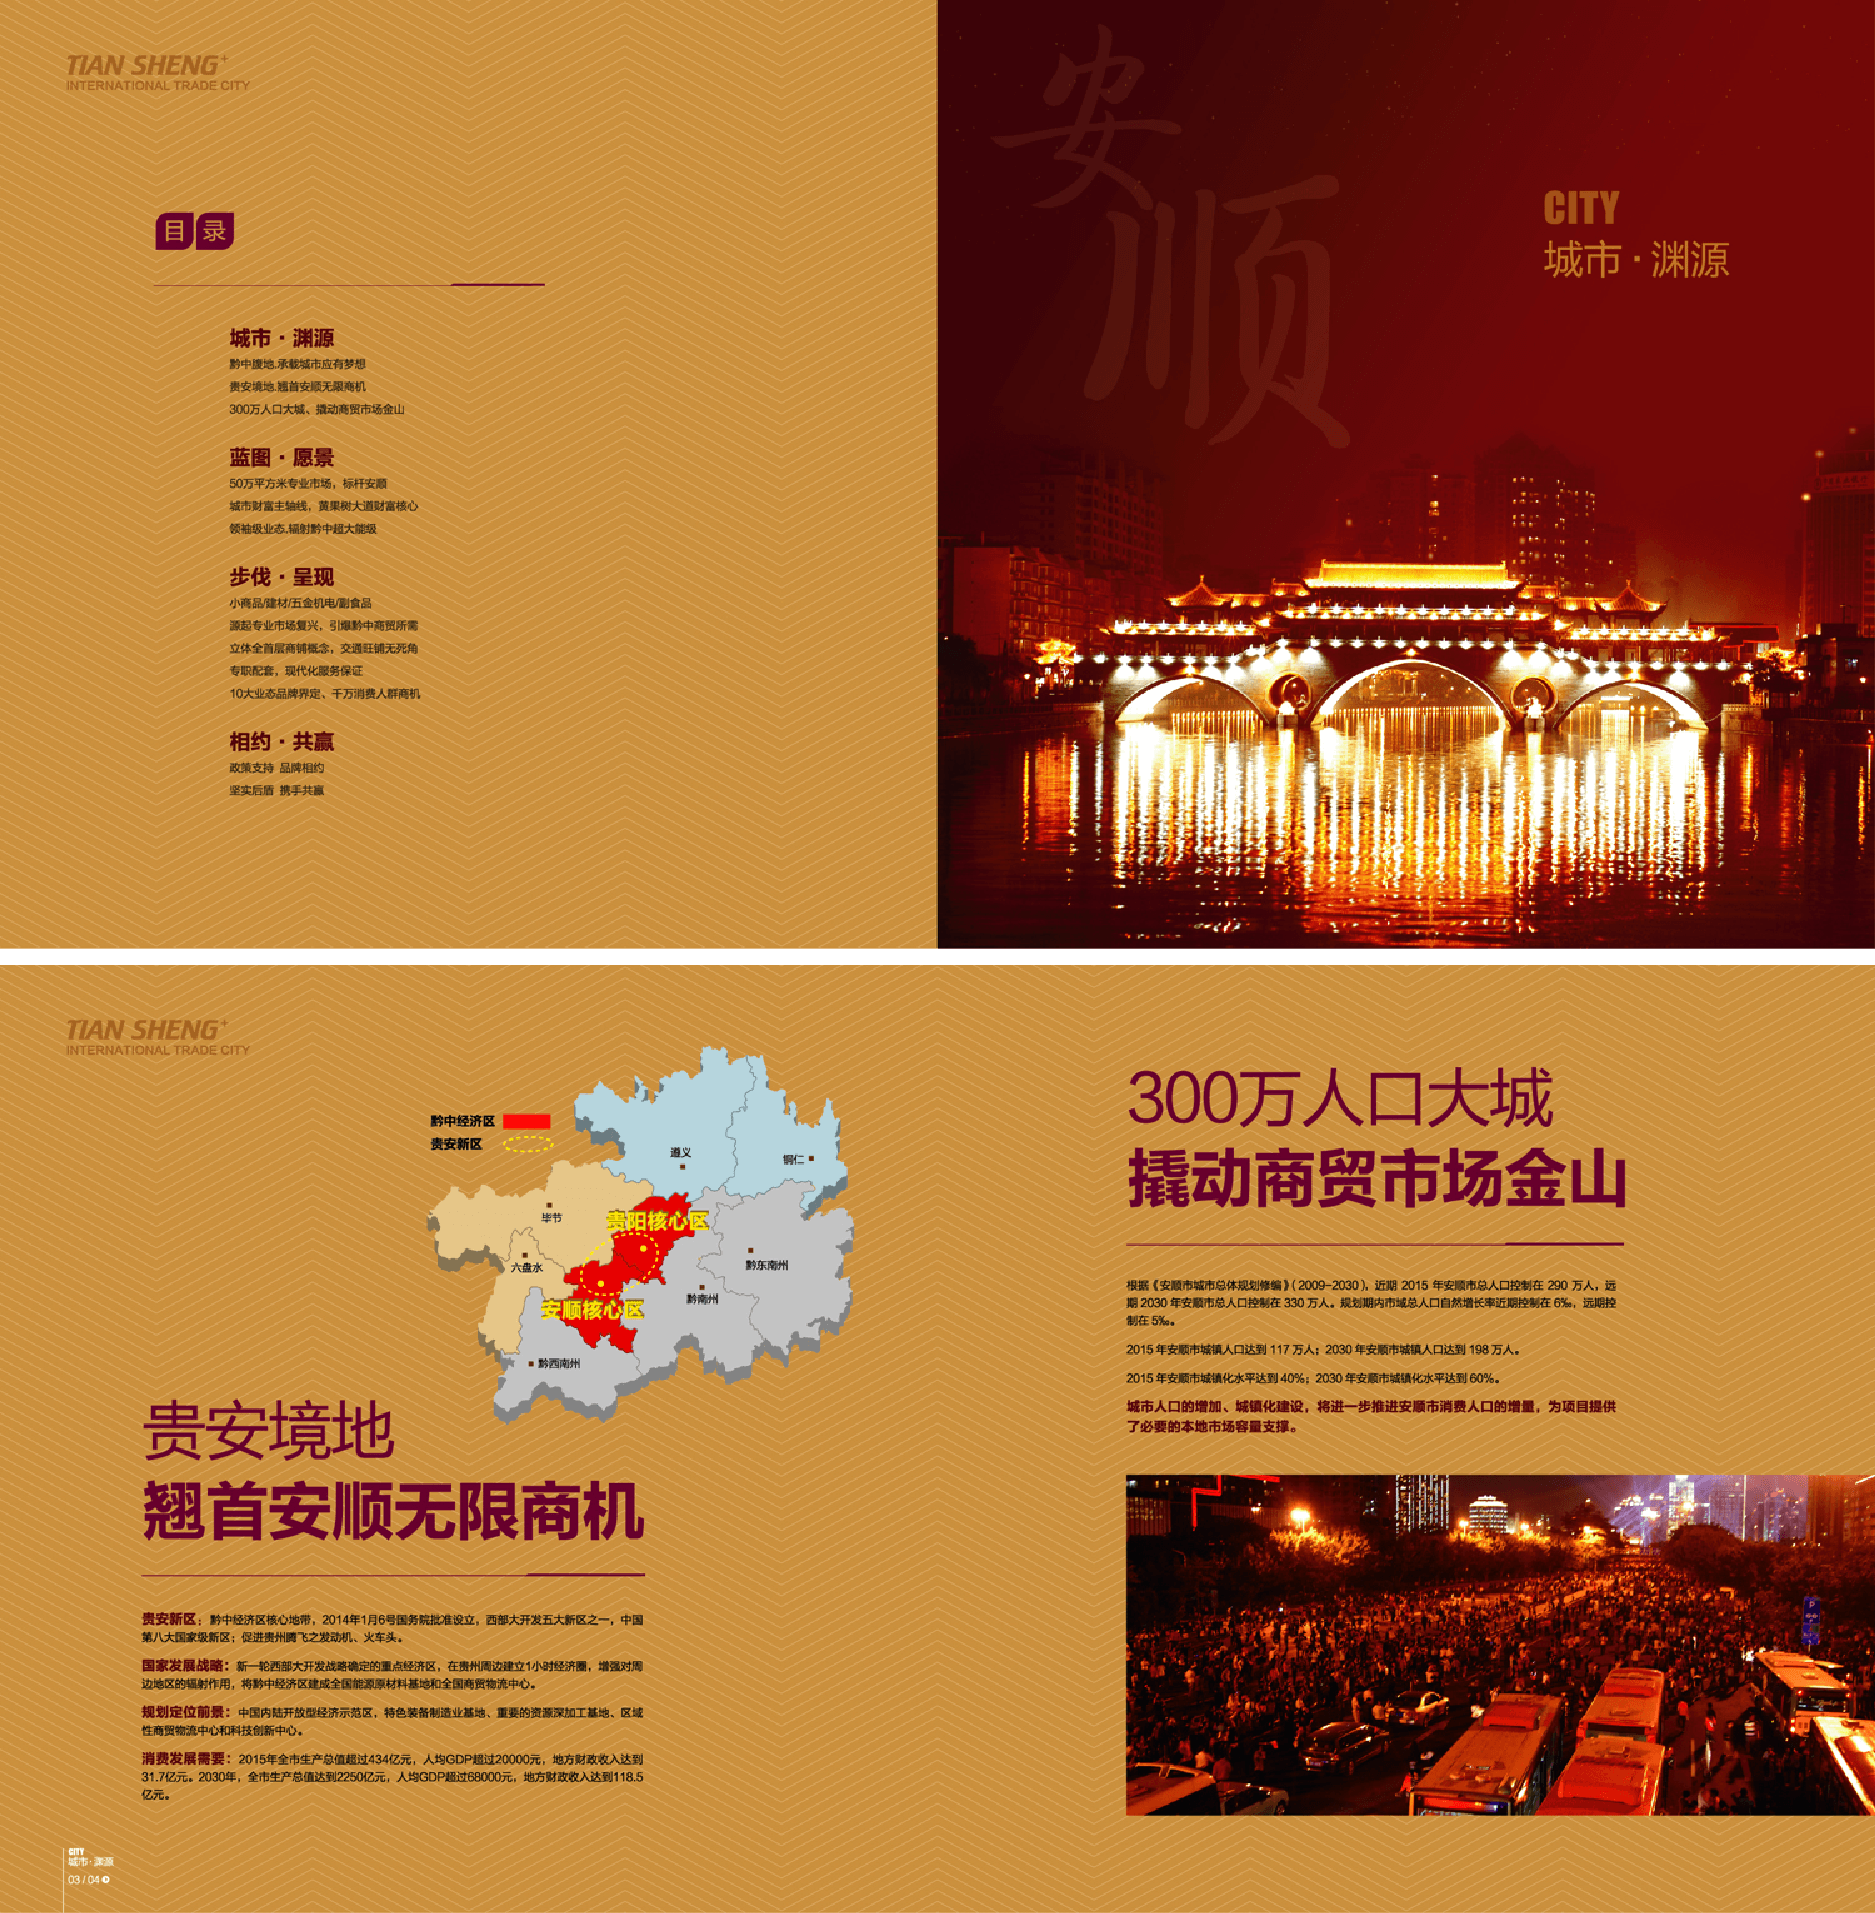 TIAN SHENG+
INTERNATIONAL TRADE CITY
目录
城市·渊源
黔中腹地.承载城市应有梦想
贵安境地.翘首安顺无限商机
300万人口大城、撬动商贸市场金山
蓝图·愿景
50万平方米专业市场，标杆安顺
城市财富主轴线，黄果树大道财富核心
领袖级业态.辐射黔中超大能级
步伐·呈现
小商品/建材/五金机电/副食品
源起专业市场复兴，引爆黔中商贸所需
立体全首层商铺概念，交通旺铺无死角
专职配套，现代化服务保证
10大业态品牌界定、千万消费人群商机
相约·共赢
政策支持 品牌相约
坚实后盾 携手共赢
安顺
CITY
城市·渊源
TIAN SHENG+
INTERNATIONAL TRADE CITY
黔中经济区
贵安新区
遵义
铜仁
毕节
贵阳核心区
六盘水
黔东南州
黔南州
安顺核心区
黔西南州
贵安境地
翘首安顺无限商机
贵安新区：黔中经济区核心地带，2014年1月6号国务院批准设立，西部大开发五大新区之一，中国
第八大国家级新区；促进贵州腾飞之发动机、火车头。
国家发展战略：新一轮西部大开发战略确定的重点经济区，在贵州周边建立1小时经济圈，增强对周
边地区的辐射作用，将黔中经济区建成全国能源原材料基地和全国商贸物流中心。
规划定位前景：中国内陆开放型经济示范区，特色装备制造业基地、重要的资源深加工基地、区域
性商贸物流中心和科技创新中心。
消费发展需要：2015年全市生产总值超过434亿元，人均GDP超过20000元，地方财政收入达到
31.7亿元。2030年，全市生产总值达到2250亿元，人均GDP超过68000元，地方财政收入达到118.5
亿元。
CITY
城市·渊源
03 / 04
300万人口大城
撬动商贸市场金山
根据《安顺市城市总体规划修编》（2009-2030），近期 2015 年安顺市总人口控制在 290 万人，远
期 2030 年安顺市总人口控制在 330 万人。规划期内市域总人口自然增长率近期控制在 6‰，远期控
制在 5‰。
2015 年安顺市城镇人口达到 117 万人；2030 年安顺市城镇人口达到 198 万人。
2015 年安顺市城镇化水平达到 40%；2030 年安顺市城镇化水平达到 60%。
城市人口的增加、城镇化建设，将进一步推进安顺市消费人口的增量，为项目提供
了必要的本地市场容量支撑。
P